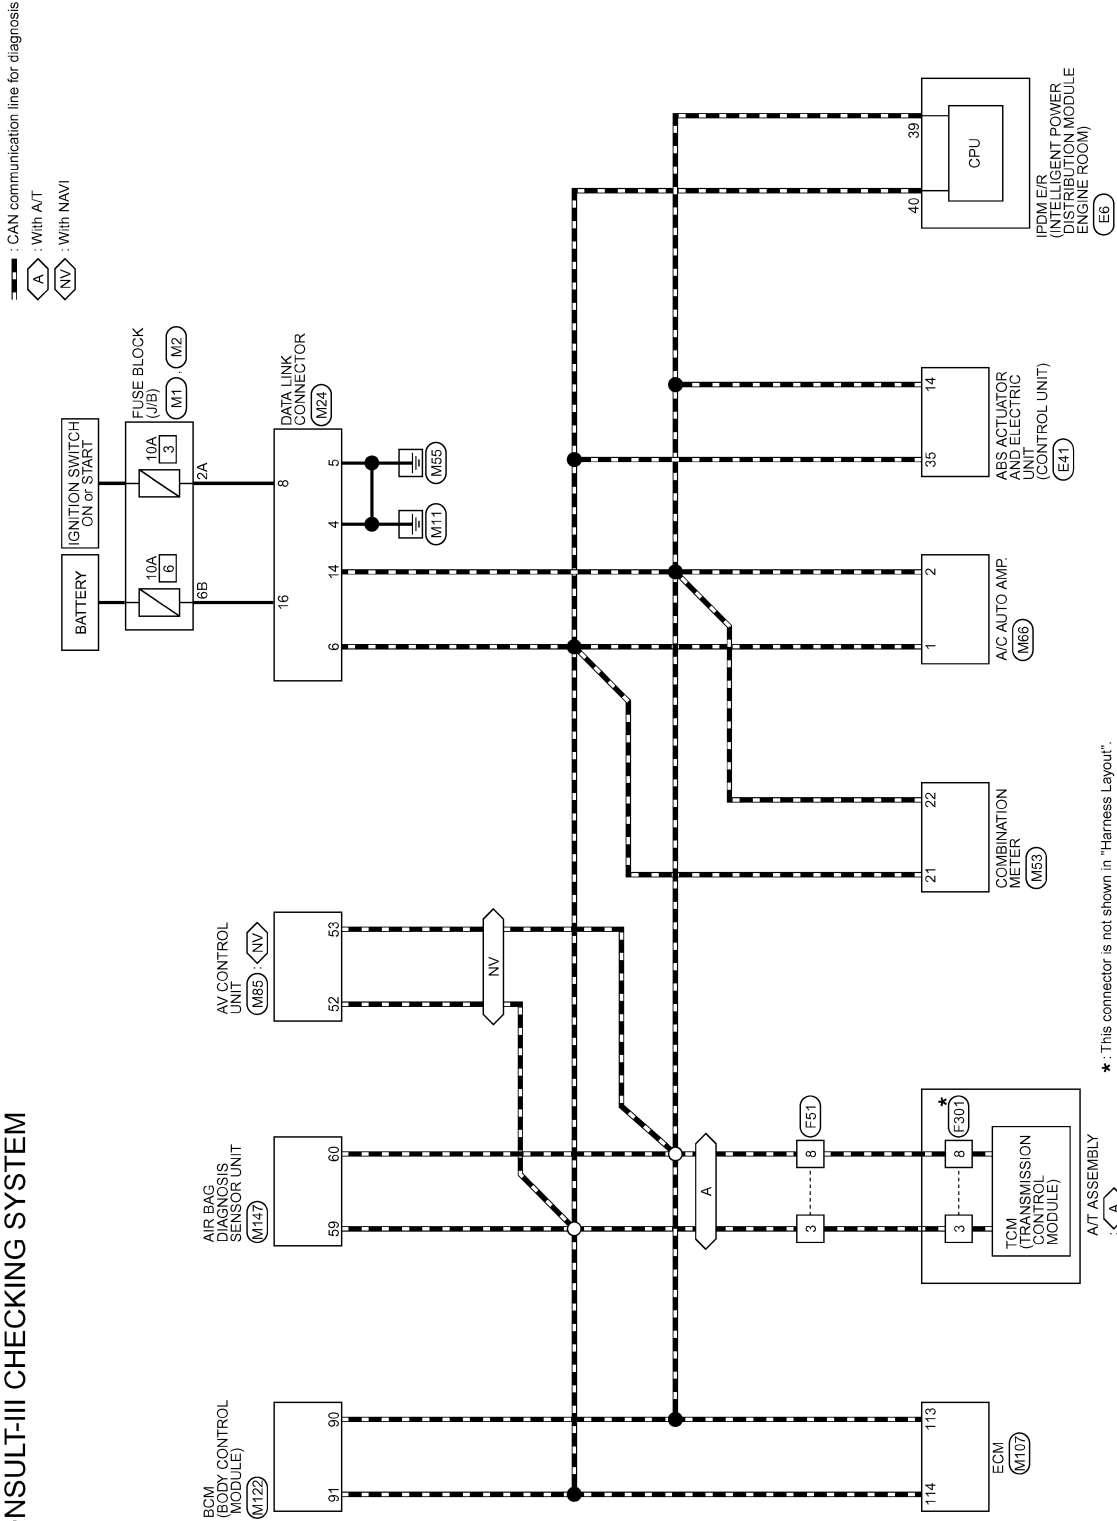 NSULT-III CHECKING SYSTEM
: CAN communication line for diagnosis
A : With A/T
NV : With NAVI
BATTERY
IGNITION SWITCH
ON or START
10A
6
10A
3
FUSE BLOCK
(J/B)
M1 , M2
6B
2A
16
8
DATA LINK
CONNECTOR
M24
6
14
4
5
M11
M55
BCM
(BODY CONTROL
MODULE)
M122
91
90
AIR BAG
DIAGNOSIS
SENSOR UNIT
M147
59
60
AV CONTROL
UNIT
M85 : NV
52
53
NV
A
3
8
F51
3
8
*
F301
TCM
(TRANSMISSION
CONTROL
MODULE)
A/T ASSEMBLY
: A
114
113
ECM
M107
21
22
COMBINATION
METER
M53
1
2
A/C AUTO AMP.
M66
35
14
ABS ACTUATOR
AND ELECTRIC
UNIT
(CONTROL UNIT)
E41
40
39
CPU
IPDM E/R
(INTELLIGENT POWER
DISTRIBUTION MODULE
ENGINE ROOM)
E6
* : This connector is not shown in "Harness Layout".